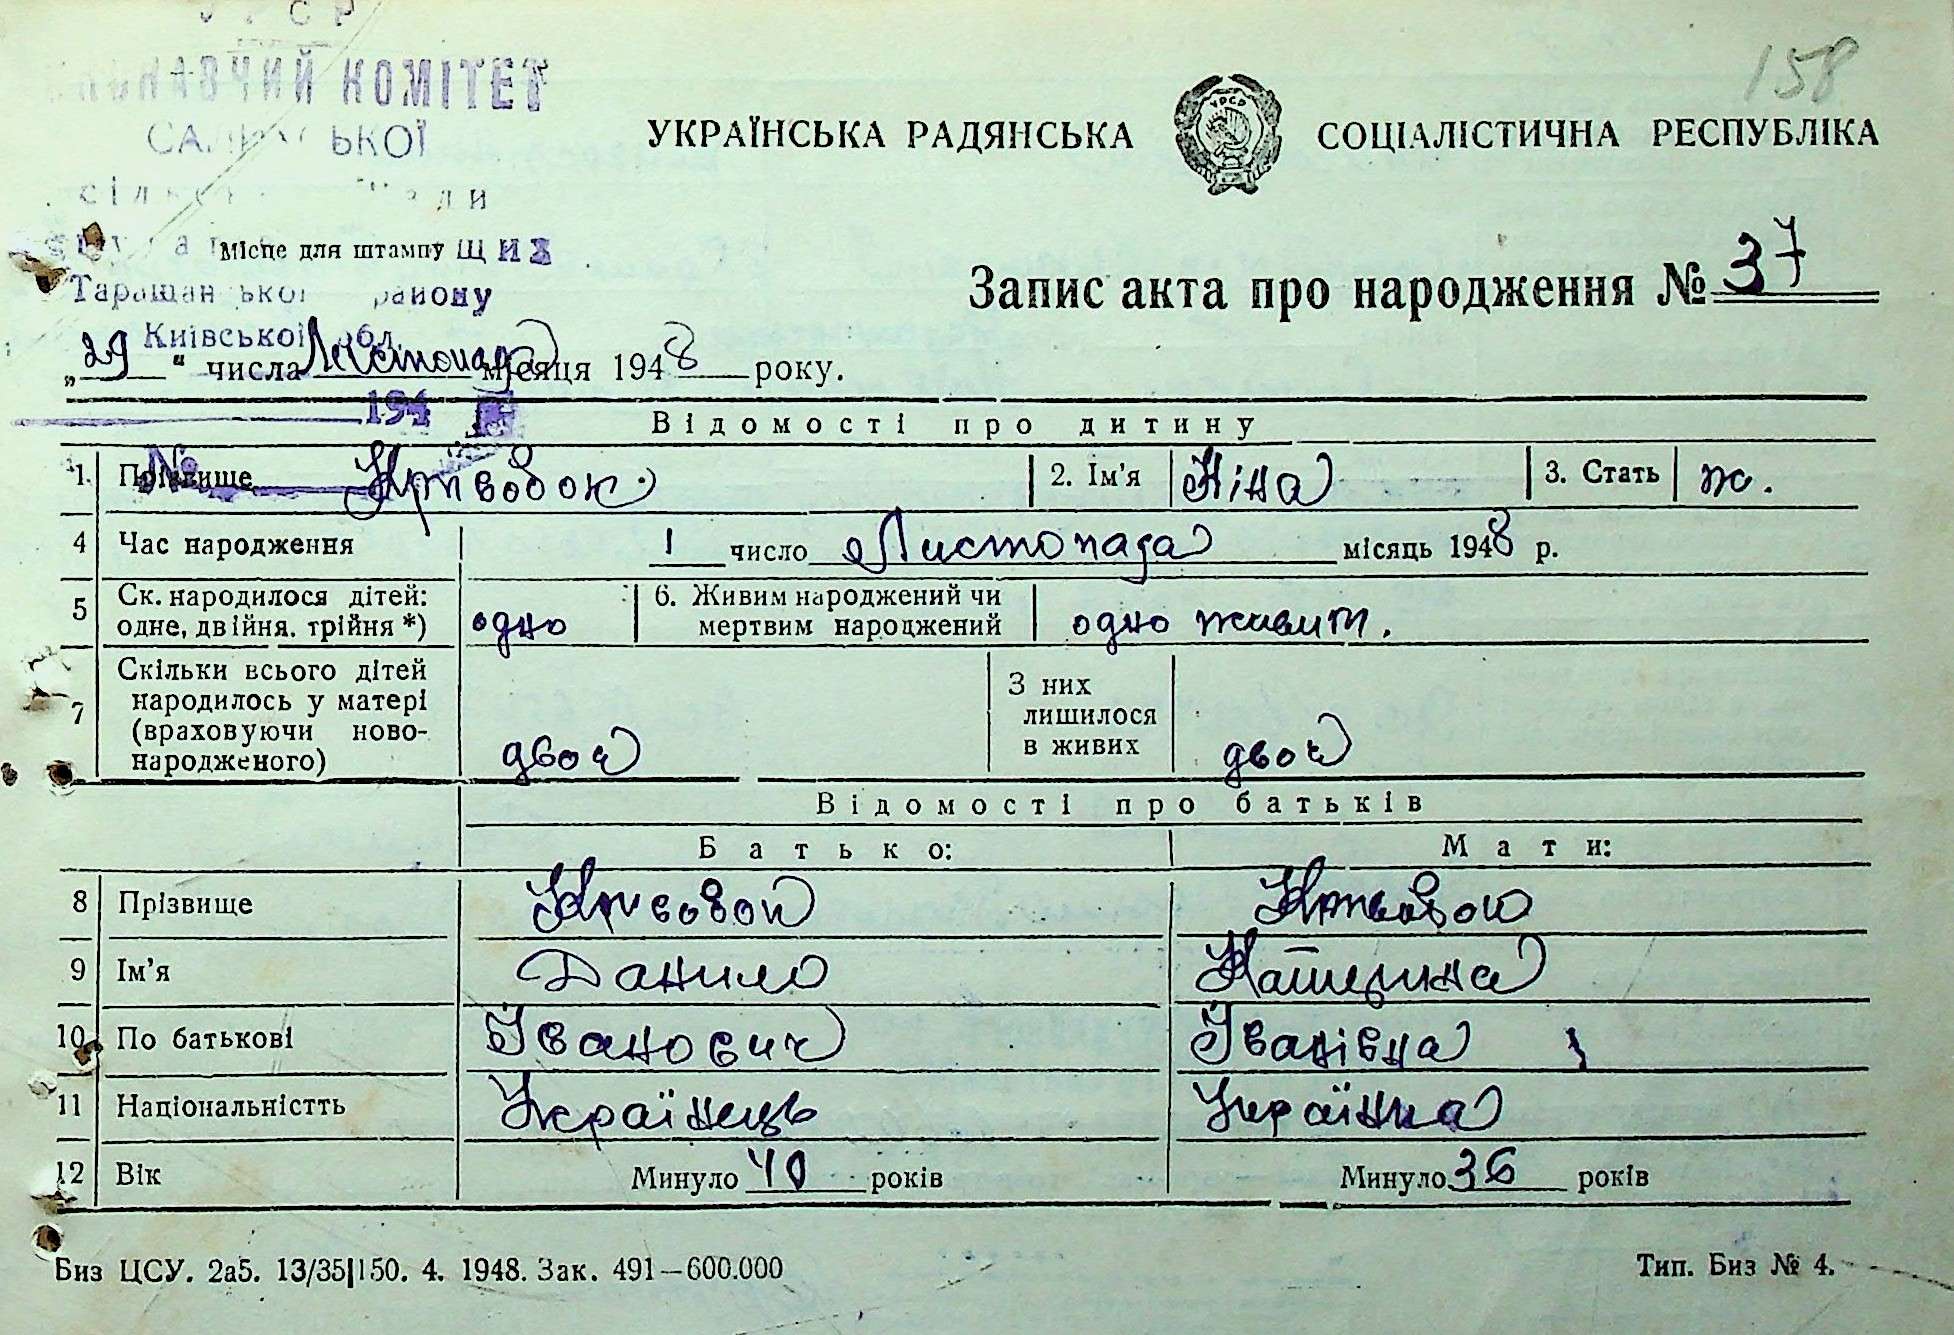 УРСР
ВИКОНАВЧИЙ КОМІТЕТ
158
УКРАЇНСЬКА РАДЯНСЬКА СОЦІАЛІСТИЧНА РЕСПУБЛІКА
УРСР
Місце для штампу
Таращанської району
Запис акта про народження № 37
Київської обл.
„29" числа Листопада місяця 1948 року.
194
Відомості про дитину
№
1. Прізвище Кривобок. 2. Ім'я Ніна 3. Стать ж.
4 Час народження 1 число Листопада місяць 1948 р.
5 Ск. народилося дітей: одно 6. Живим народжений чи одно живим.
одне, двійня, трійня *) мертвим народжений
7 Скільки всього дітей З них
народилось у матері лишилося
(враховуючи ново- в живих
народженого) двоє двоє
Відомості про батьків
Батько: Мати:
8 Прізвище Кривобок Кривобок
9 Ім'я Данило Катерина
10 По батькові Іванович Іванівна
11 Національністть Українець Українка
12 Вік Минуло 40 років Минуло 36 років
Биз ЦСУ. 2а5. 13/35|150. 4. 1948. Зак. 491—600.000 Тип. Биз № 4.